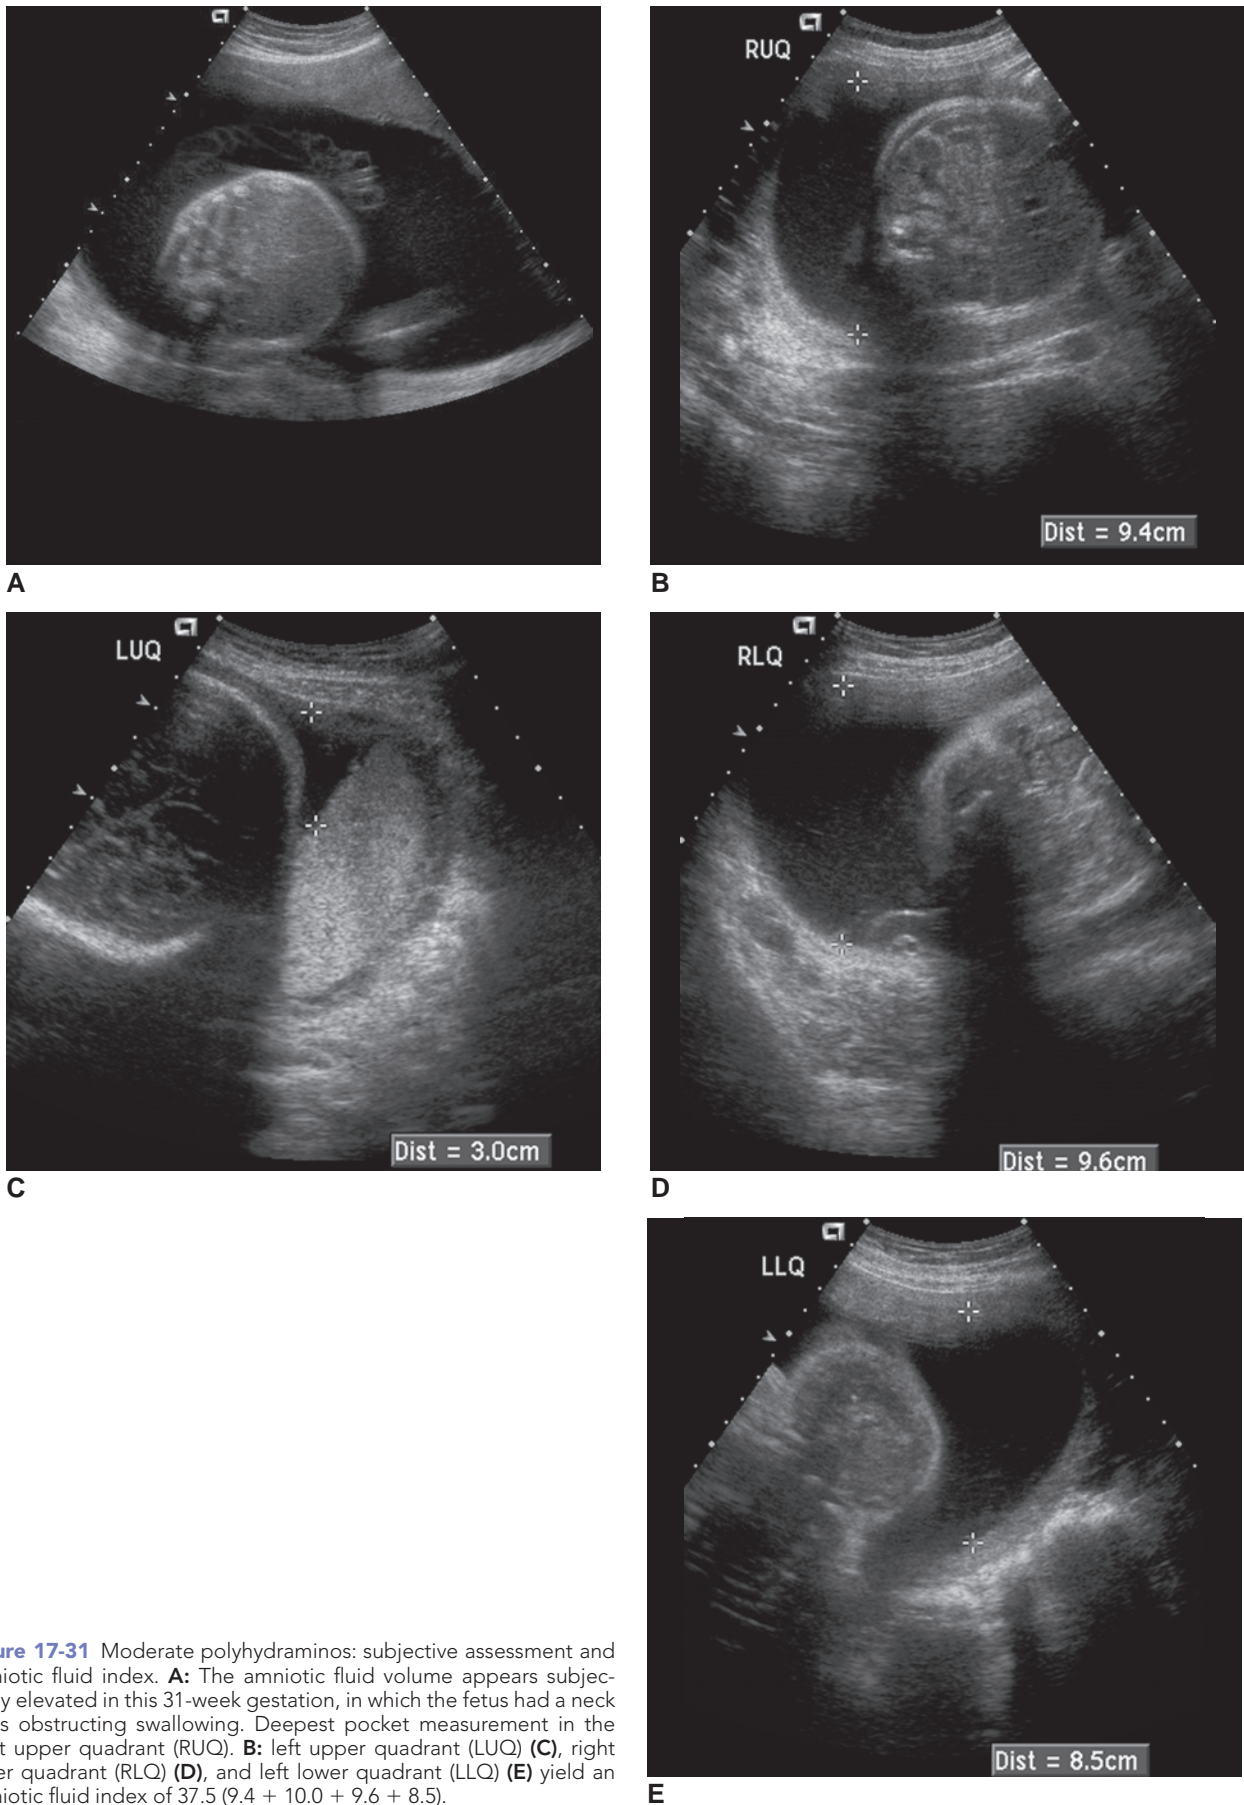 A
RUQ
Dist = 9.4cm
B
LUQ
Dist = 3.0cm
C
RLQ
Dist = 9.6cm
D
LLQ
Dist = 8.5cm
E
ure 17-31 Moderate polyhydraminos: subjective assessment and
niotic fluid index. A: The amniotic fluid volume appears subjec-
y elevated in this 31-week gestation, in which the fetus had a neck
s obstructing swallowing. Deepest pocket measurement in the
t upper quadrant (RUQ). B: left upper quadrant (LUQ) (C), right
er quadrant (RLQ) (D), and left lower quadrant (LLQ) (E) yield an
niotic fluid index of 37.5 (9.4 + 10.0 + 9.6 + 8.5).